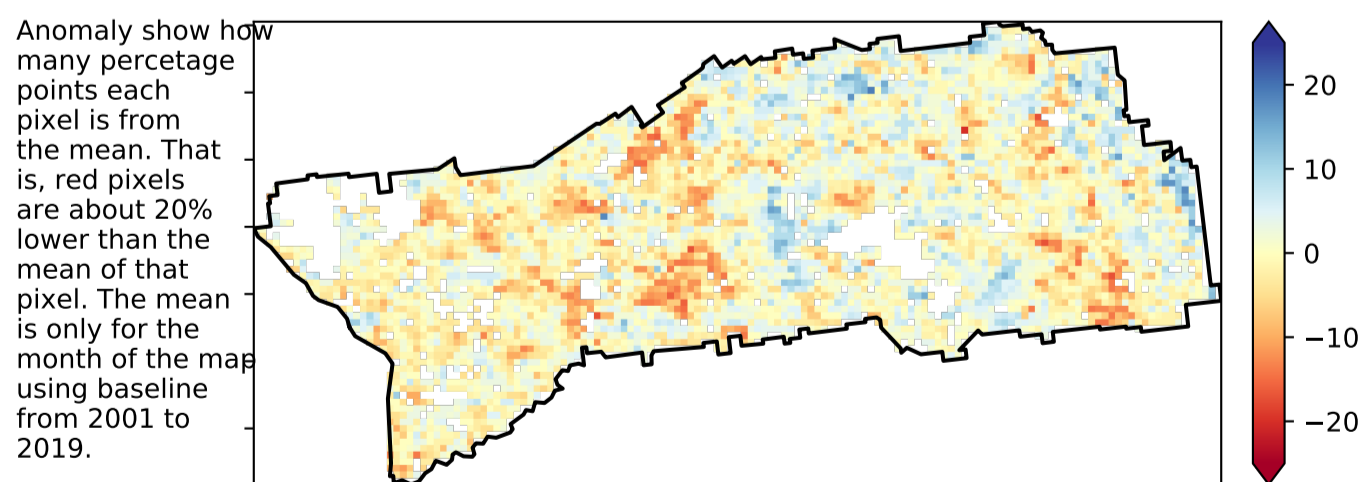 Anomaly show how
many percetage
points each
pixel is from
the mean. That
is, red pixels
are about 20%
lower than the
mean of that
pixel. The mean
is only for the
month of the map
using baseline
from 2001 to
2019.
20
10
0
−10
−20